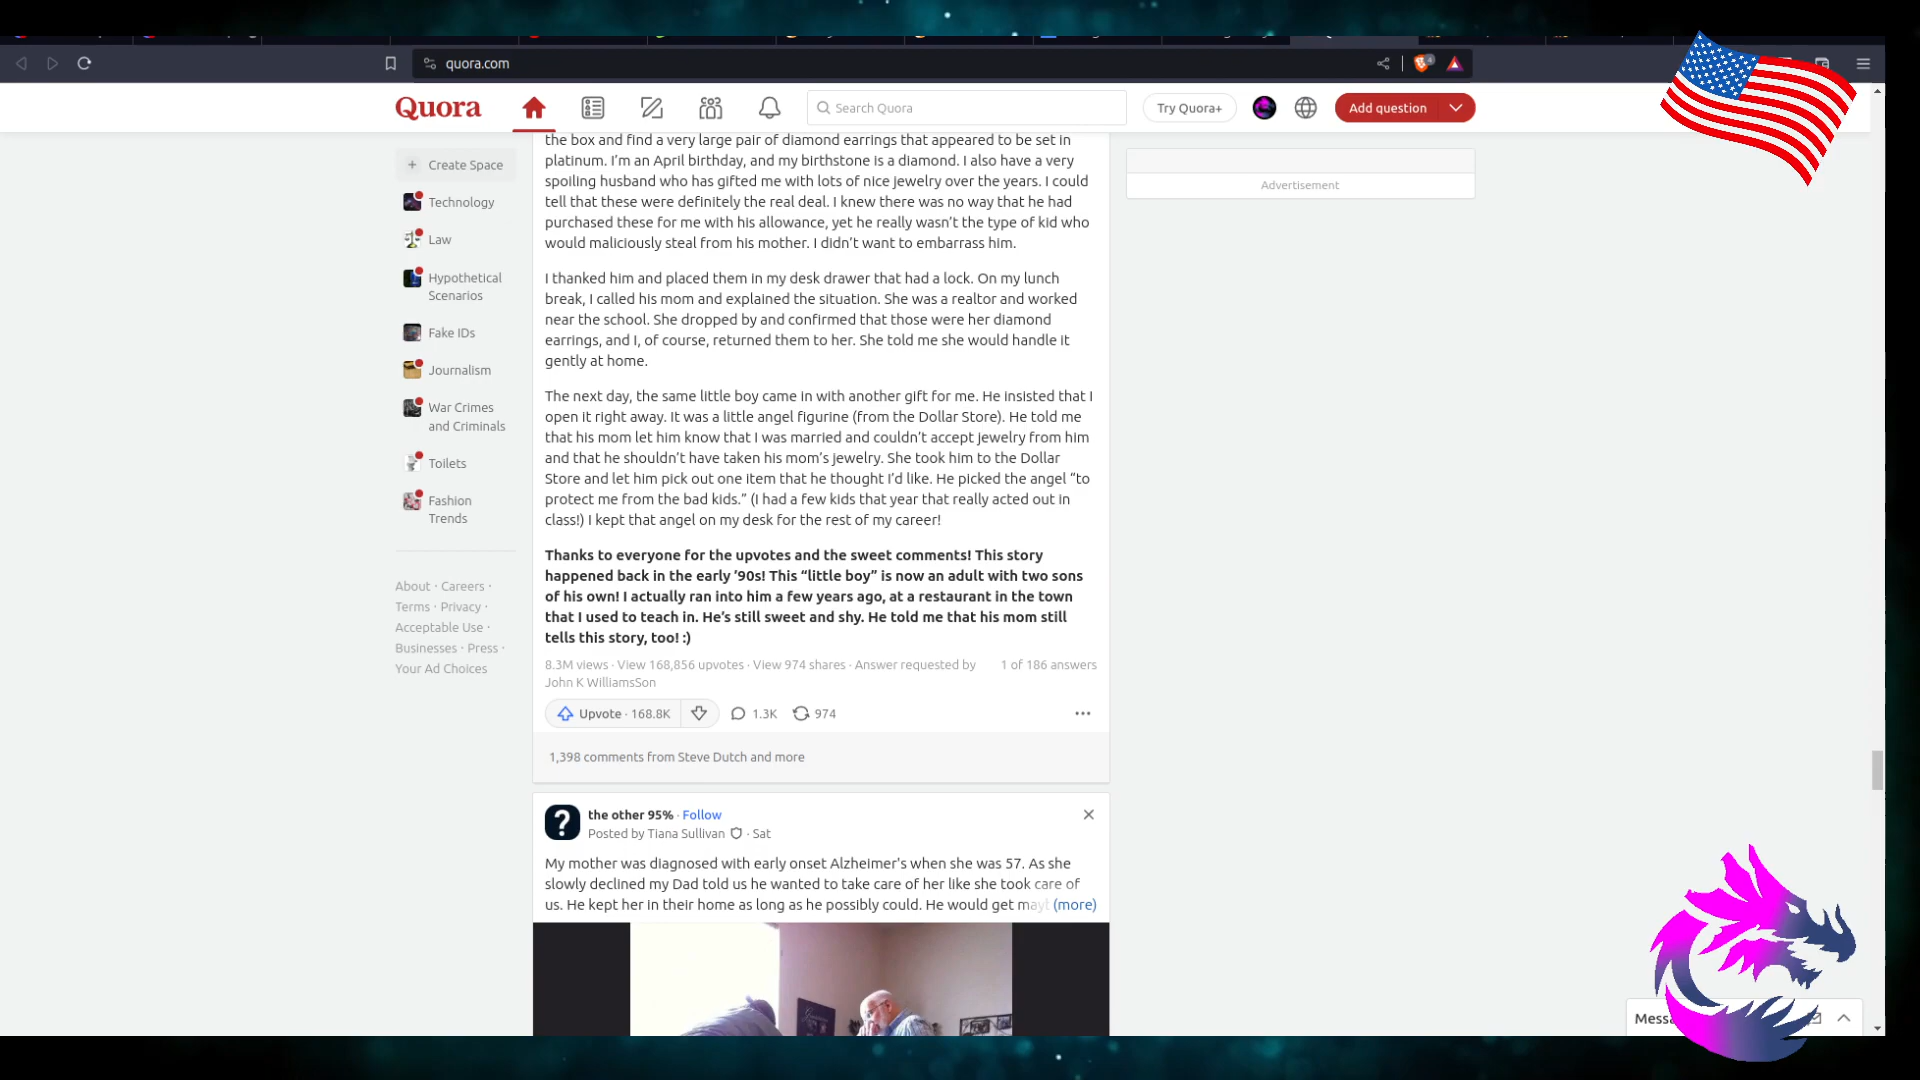 quora.com
Quora
Search Quora
Try Quora+
Add question
Create Space
Technology
Law
Hypothetical
Scenarios
Fake IDs
Journalism
War Crimes
and Criminals
Toilets
Fashion
Trends
About · Careers ·
Terms · Privacy ·
Acceptable Use ·
Businesses · Press ·
Your Ad Choices
the box and find a very large pair of diamond earrings that appeared to be set in
platinum. I’m an April birthday, and my birthstone is a diamond. I also have a very
spoiling husband who has gifted me with lots of nice jewelry over the years. I could
tell that these were definitely the real deal. I knew there was no way that he had
purchased these for me with his allowance, yet he really wasn’t the type of kid who
would maliciously steal from his mother. I didn’t want to embarrass him.
I thanked him and placed them in my desk drawer that had a lock. On my lunch
break, I called his mom and explained the situation. She was a realtor and worked
near the school. She dropped by and confirmed that those were her diamond
earrings, and I, of course, returned them to her. She told me she would handle it
gently at home.
The next day, the same little boy came in with another gift for me. He insisted that I
open it right away. It was a little angel figurine (from the Dollar Store). He told me
that his mom let him know that I was married and couldn’t accept jewelry from him
and that he shouldn’t have taken his mom’s jewelry. She took him to the Dollar
Store and let him pick out one item that he thought I’d like. He picked the angel “to
protect me from the bad kids.” (I had a few kids that year that really acted out in
class!) I kept that angel on my desk for the rest of my career!
Thanks to everyone for the upvotes and the sweet comments! This story
happened back in the early ’90s! This “little boy” is now an adult with two sons
of his own! I actually ran into him a few years ago, at a restaurant in the town
that I used to teach in. He’s still sweet and shy. He told me that his mom still
tells this story, too! :)
8.3M views · View 168,856 upvotes · View 974 shares · Answer requested by
John K WilliamsSon
1 of 186 answers
Upvote · 168.8K
1.3K
974
1,398 comments from Steve Dutch and more
the other 95% · Follow
Posted by Tiana Sullivan · Sat
My mother was diagnosed with early onset Alzheimer’s when she was 57. As she
slowly declined my Dad told us he wanted to take care of her like she took care of
us. He kept her in their home as long as he possibly could. He would get (more)
Advertisement